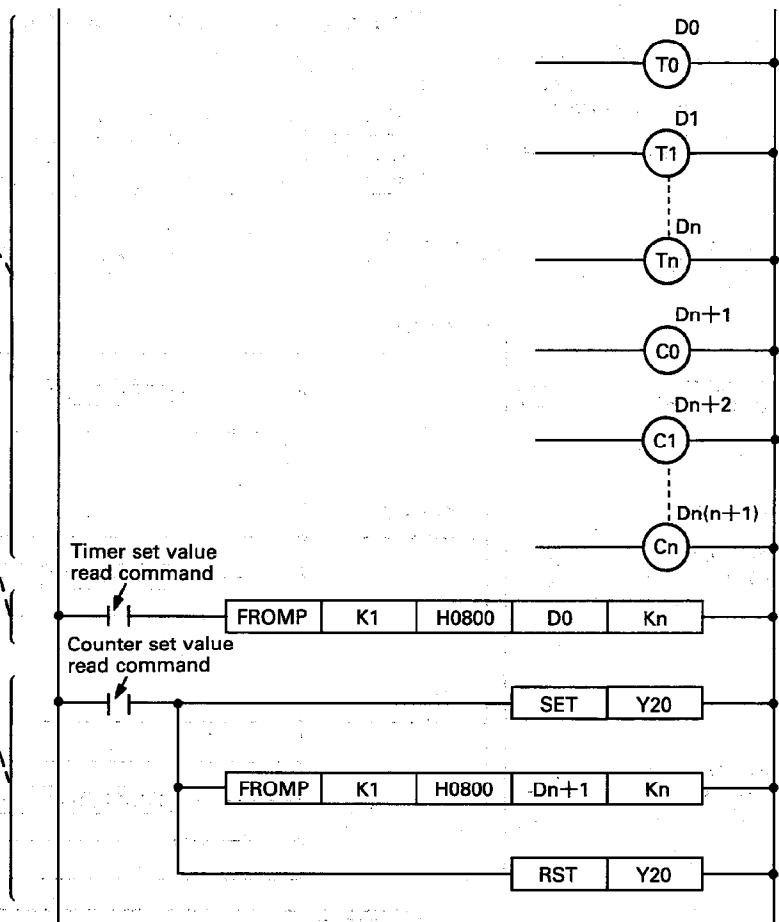 D0
T0
D1
T1
Dn
Tn
Dn+1
C0
Dn+2
C1
Dn(n+1)
Cn
Timer set value
read command
FROMP K1 H0800 D0 Kn
Counter set value
read command
SET Y20
FROMP K1 H0800 Dn+1 Kn
RST Y20